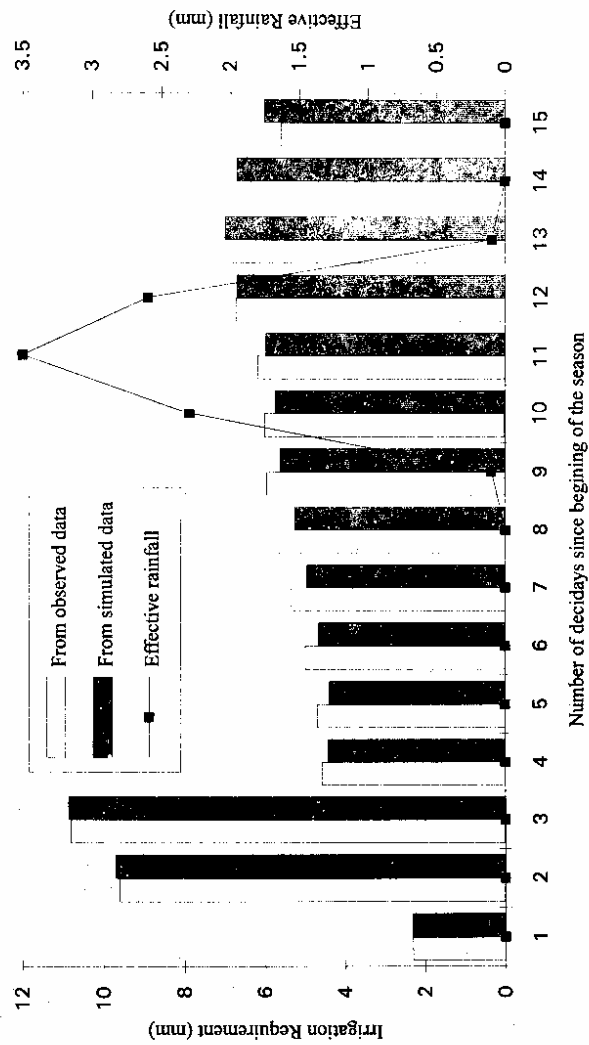 From observed data
From simulated data
Effective rainfall
Irrigation Requirement (mm)
12
10
8
6
4
2
0
Effective Rainfall (mm)
3.5
3
2.5
2
1.5
1
0.5
0
1 2 3 4 5 6 7 8 9 10 11 12 13 14 15
Number of decidays since begining of the season